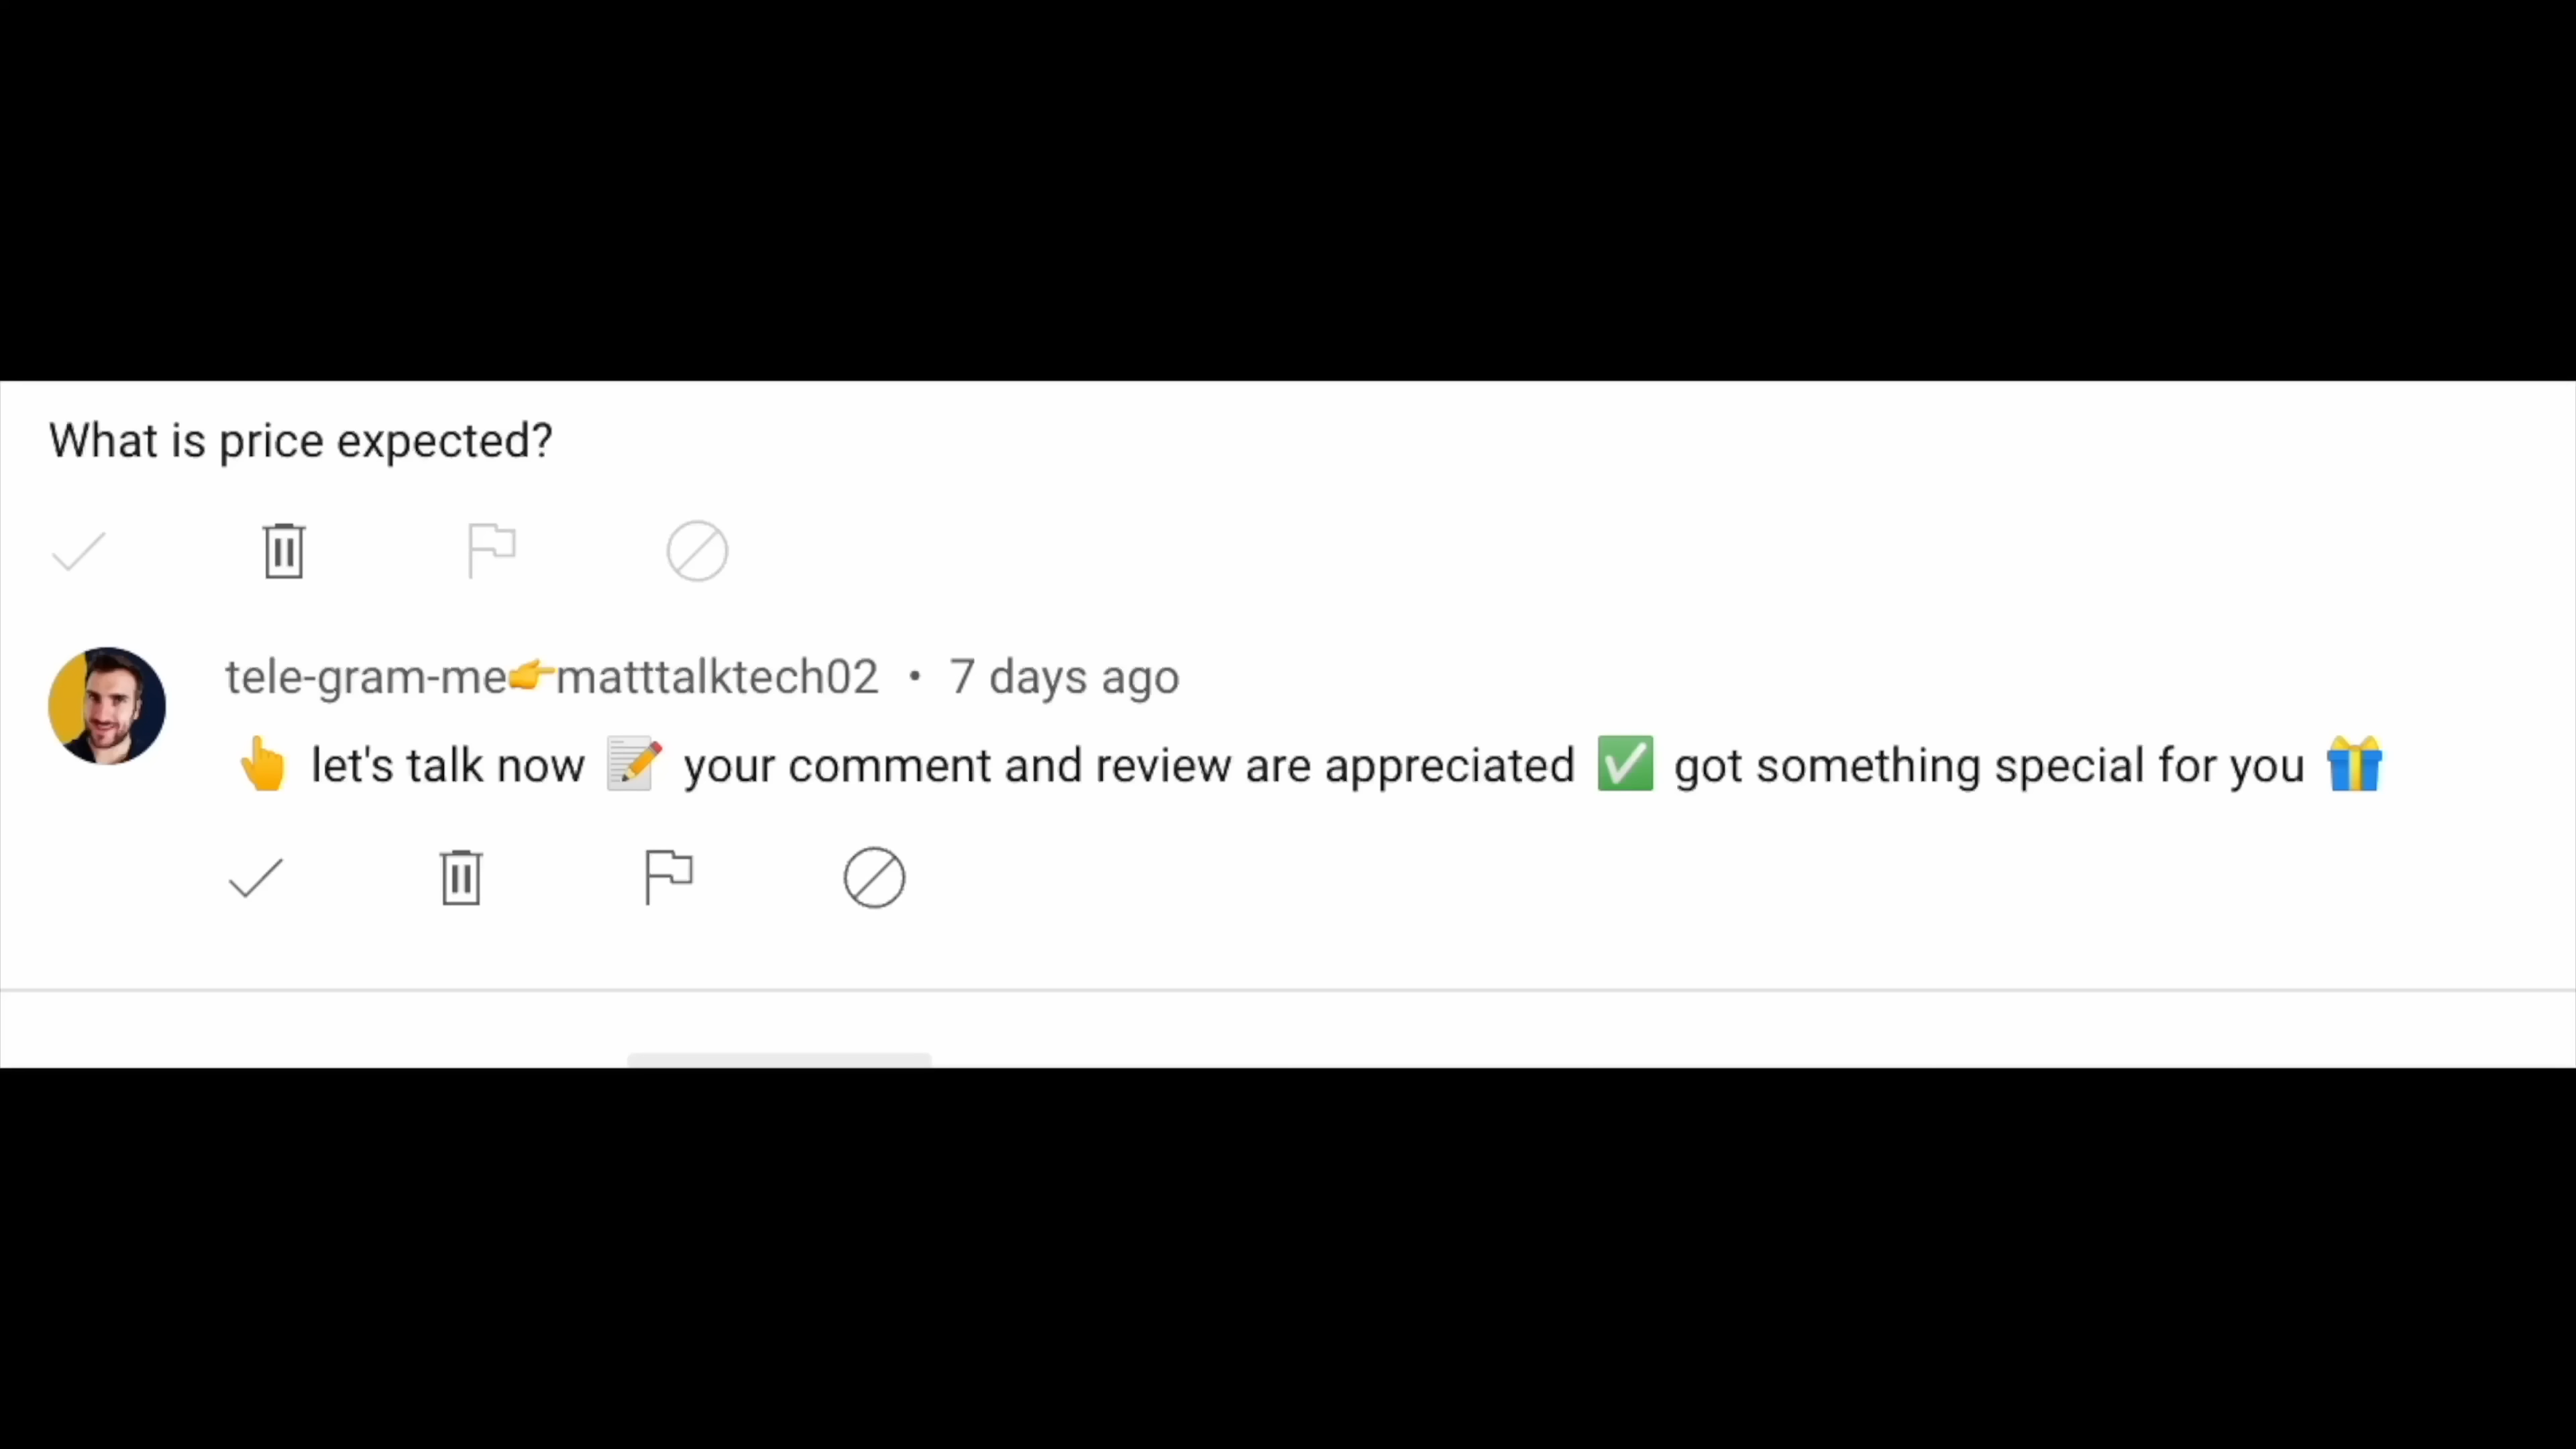 What is price expected?
tele-gram-me👉matttalktech02 • 7 days ago
👆 let's talk now 📝 your comment and review are appreciated ✅ got something special for you 🎁